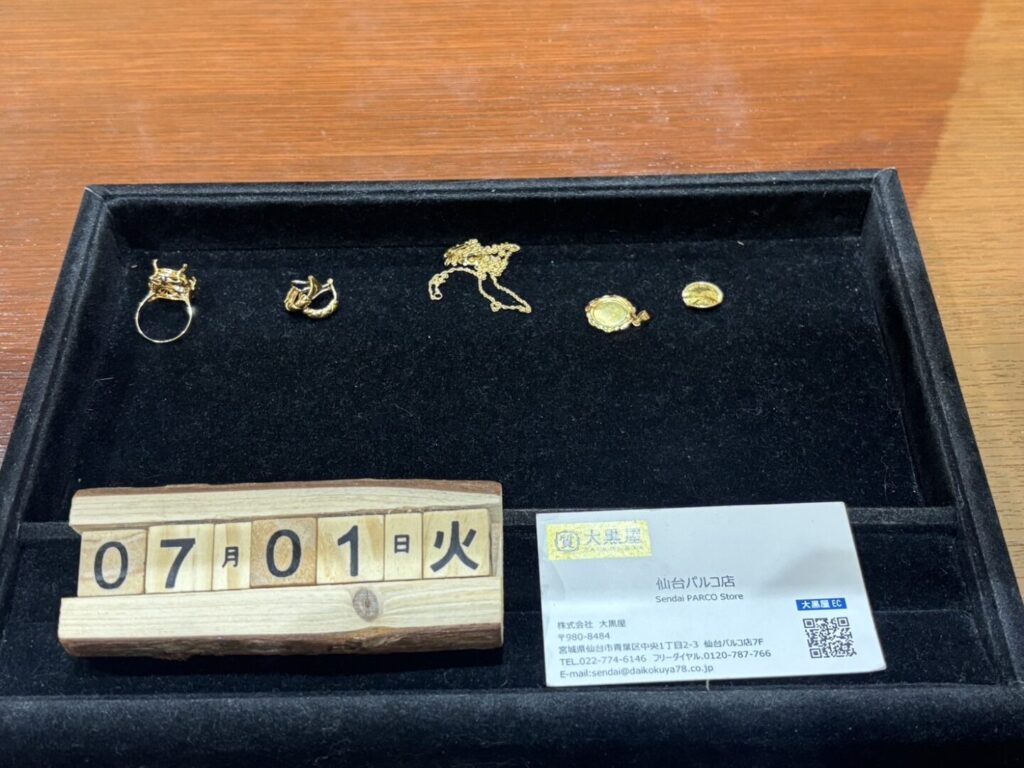 07月01日火
質 大黒屋
仙台パルコ店
Sendai PARCO Store
大黒屋 EC
株式会社 大黒屋
〒980-8484
宮城県仙台市青葉区中央1丁目2-3 仙台パルコ店7F
TEL.022-774-6146 フリーダイヤル.0120-787-766
E-mail:sendai@daikokuya78.co.jp